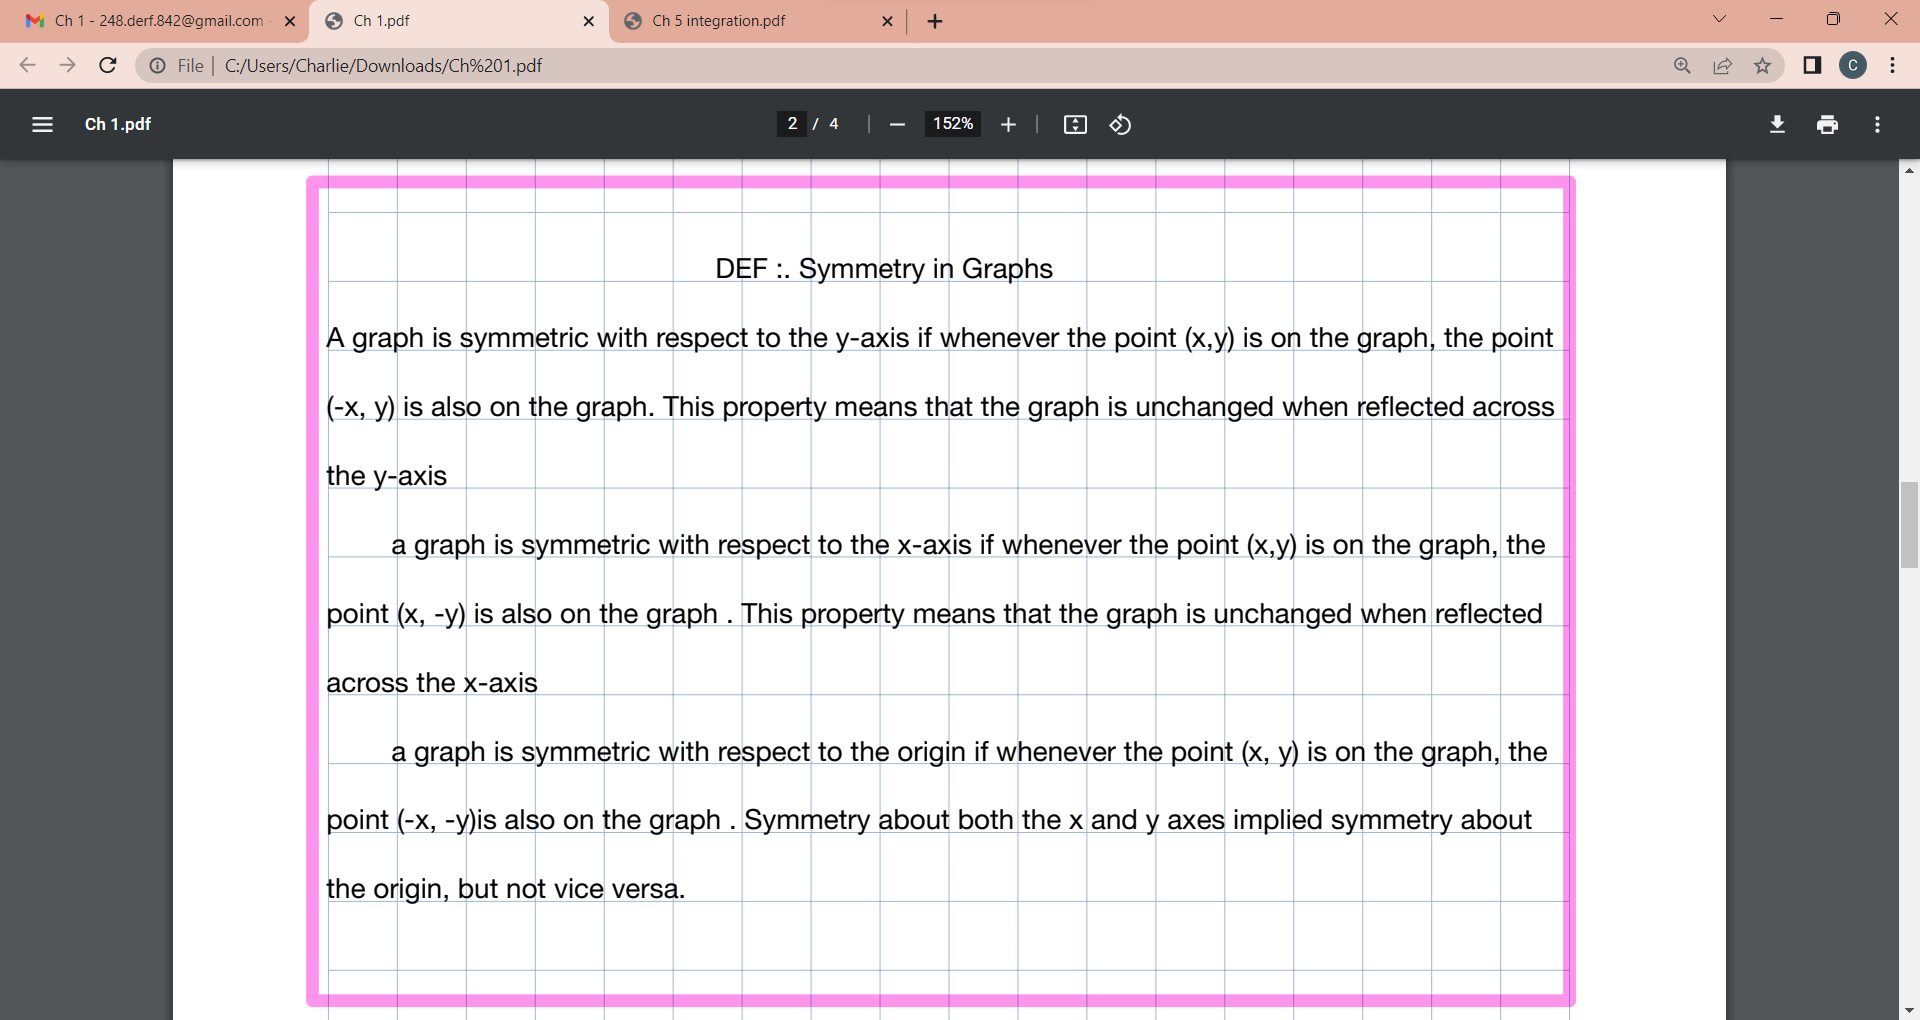 Ch 1 - 248.derf.842@gmail.com -
Ch 1.pdf
Ch 5 integration.pdf
File | C:/Users/Charlie/Downloads/Ch%201.pdf
C
Ch 1.pdf
2 / 4
152%
DEF :. Symmetry in Graphs
A graph is symmetric with respect to the y-axis if whenever the point (x,y) is on the graph, the point
(-x, y) is also on the graph. This property means that the graph is unchanged when reflected across
the y-axis
a graph is symmetric with respect to the x-axis if whenever the point (x,y) is on the graph, the
point (x, -y) is also on the graph . This property means that the graph is unchanged when reflected
across the x-axis
a graph is symmetric with respect to the origin if whenever the point (x, y) is on the graph, the
point (-x, -y)is also on the graph . Symmetry about both the x and y axes implied symmetry about
the origin, but not vice versa.